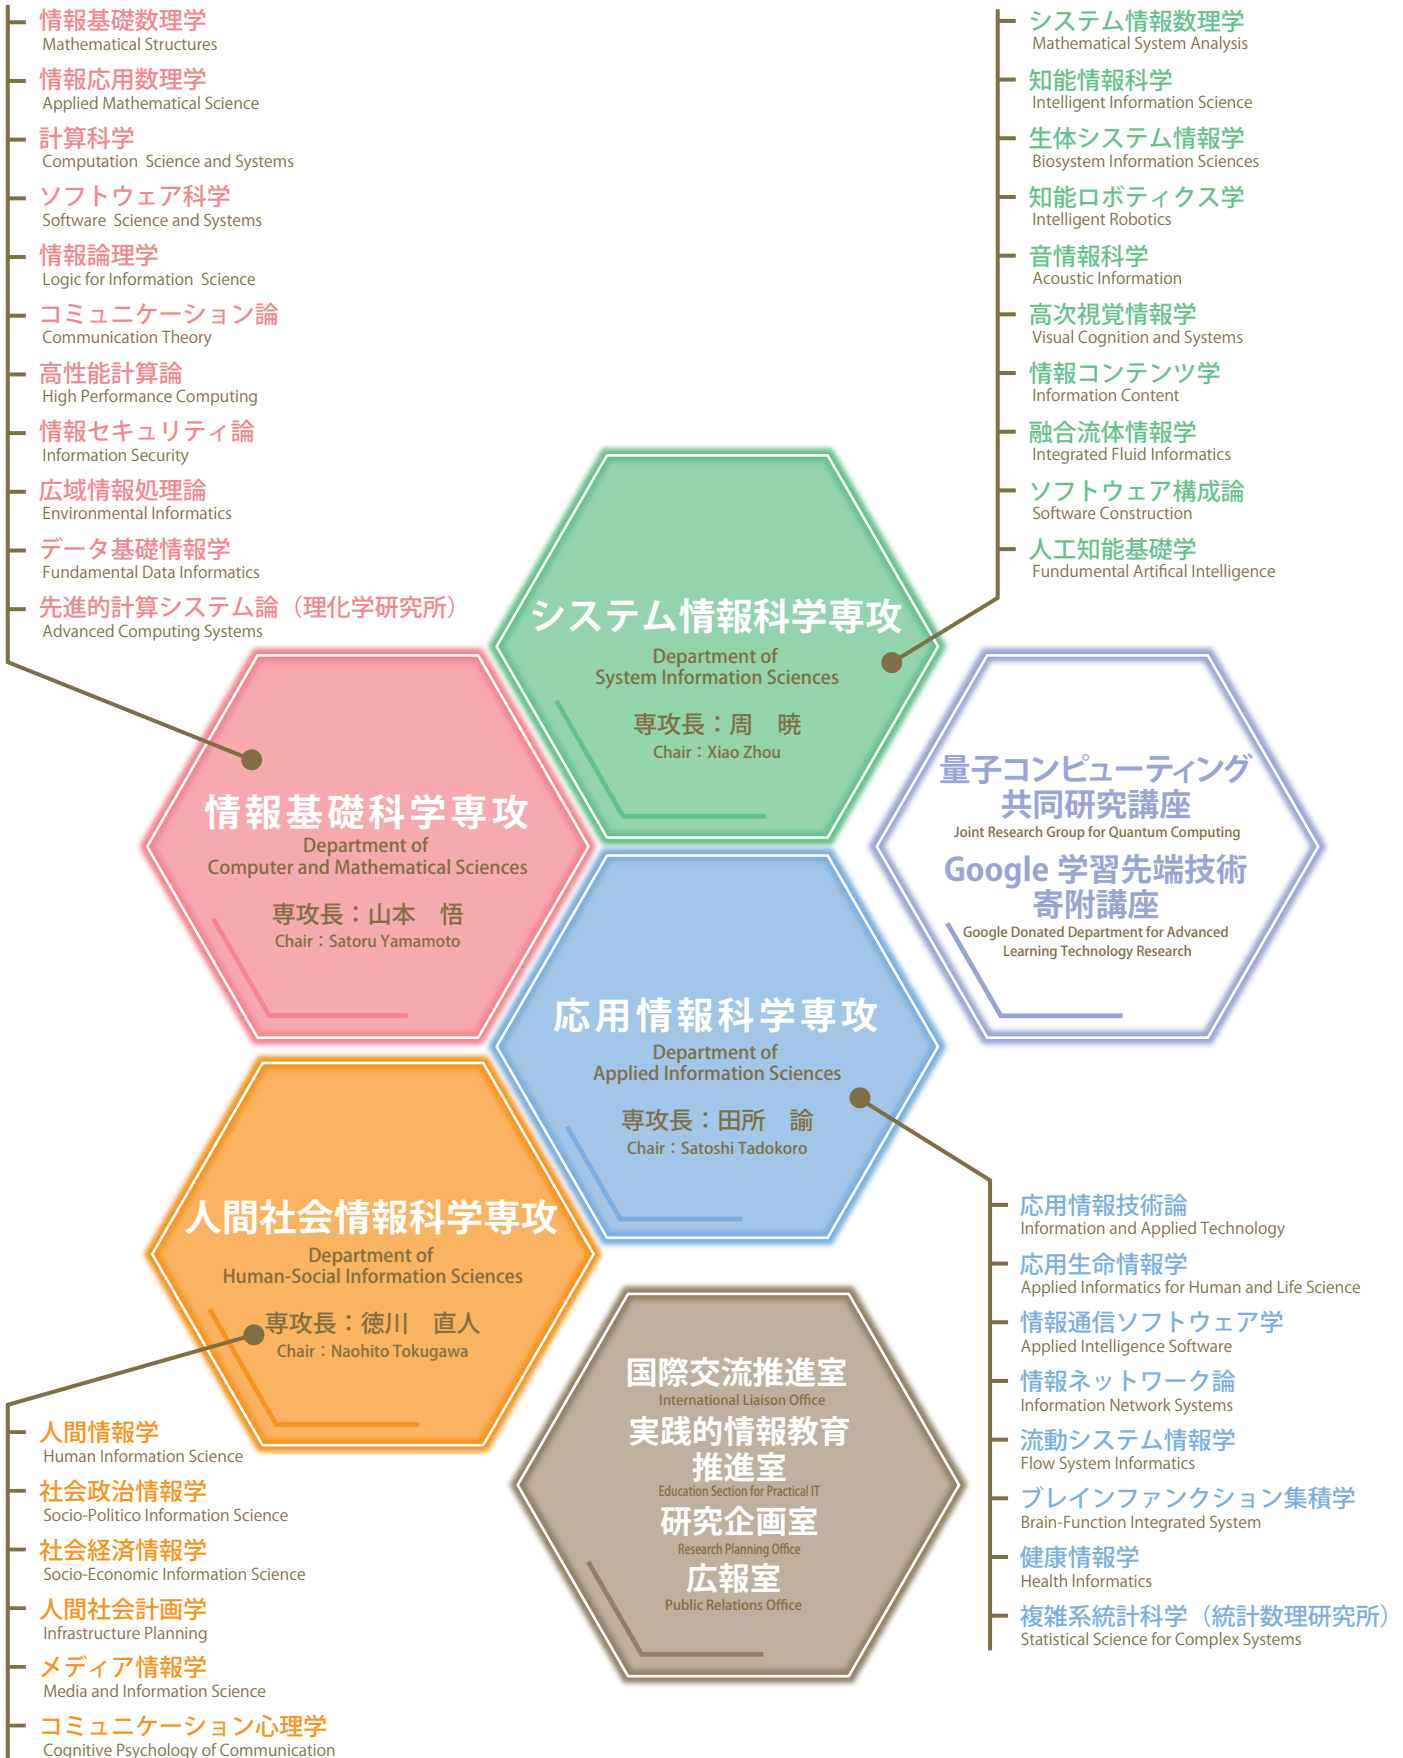 情報基礎数理学
Mathematical Structures
情報応用数理学
Applied Mathematical Science
計算科学
Computation Science and Systems
ソフトウェア科学
Software Science and Systems
情報論理学
Logic for Information Science
コミュニケーション論
Communication Theory
高性能計算論
High Performance Computing
情報セキュリティ論
Information Security
広域情報処理論
Environmental Informatics
データ基礎情報学
Fundamental Data Informatics
先進的計算システム論（理化学研究所）
Advanced Computing Systems
システム情報数理学
Mathematical System Analysis
知能情報科学
Intelligent Information Science
生体システム情報学
Biosystem Information Sciences
知能ロボティクス学
Intelligent Robotics
音情報科学
Acoustic Information
高次視覚情報学
Visual Cognition and Systems
情報コンテンツ学
Information Content
融合流体情報学
Integrated Fluid Informatics
ソフトウェア構成論
Software Construction
人工知能基礎学
Fundumental Artifical Intelligence
システム情報科学専攻
Department of
System Information Sciences
専攻長：周　暁
Chair：Xiao Zhou
情報基礎科学専攻
Department of
Computer and Mathematical Sciences
専攻長：山本　悟
Chair：Satoru Yamamoto
量子コンピューティング
共同研究講座
Joint Research Group for Quantum Computing
Google 学習先端技術
寄附講座
Google Donated Department for Advanced
Learning Technology Research
応用情報科学専攻
Department of
Applied Information Sciences
専攻長：田所　諭
Chair：Satoshi Tadokoro
人間社会情報科学専攻
Department of
Human-Social Information Sciences
専攻長：徳川　直人
Chair：Naohito Tokugawa
国際交流推進室
International Liaison Office
実践的情報教育
推進室
Education Section for Practical IT
研究企画室
Research Planning Office
広報室
Public Relations Office
応用情報技術論
Information and Applied Technology
応用生命情報学
Applied Informatics for Human and Life Science
情報通信ソフトウェア学
Applied Intelligence Software
情報ネットワーク論
Information Network Systems
流動システム情報学
Flow System Informatics
ブレインファンクション集積学
Brain-Function Integrated System
健康情報学
Health Informatics
複雑系統計科学（統計数理研究所）
Statistical Science for Complex Systems
人間情報学
Human Information Science
社会政治情報学
Socio-Politico Information Science
社会経済情報学
Socio-Economic Information Science
人間社会計画学
Infrastructure Planning
メディア情報学
Media and Information Science
コミュニケーション心理学
Cognitive Psychology of Communication